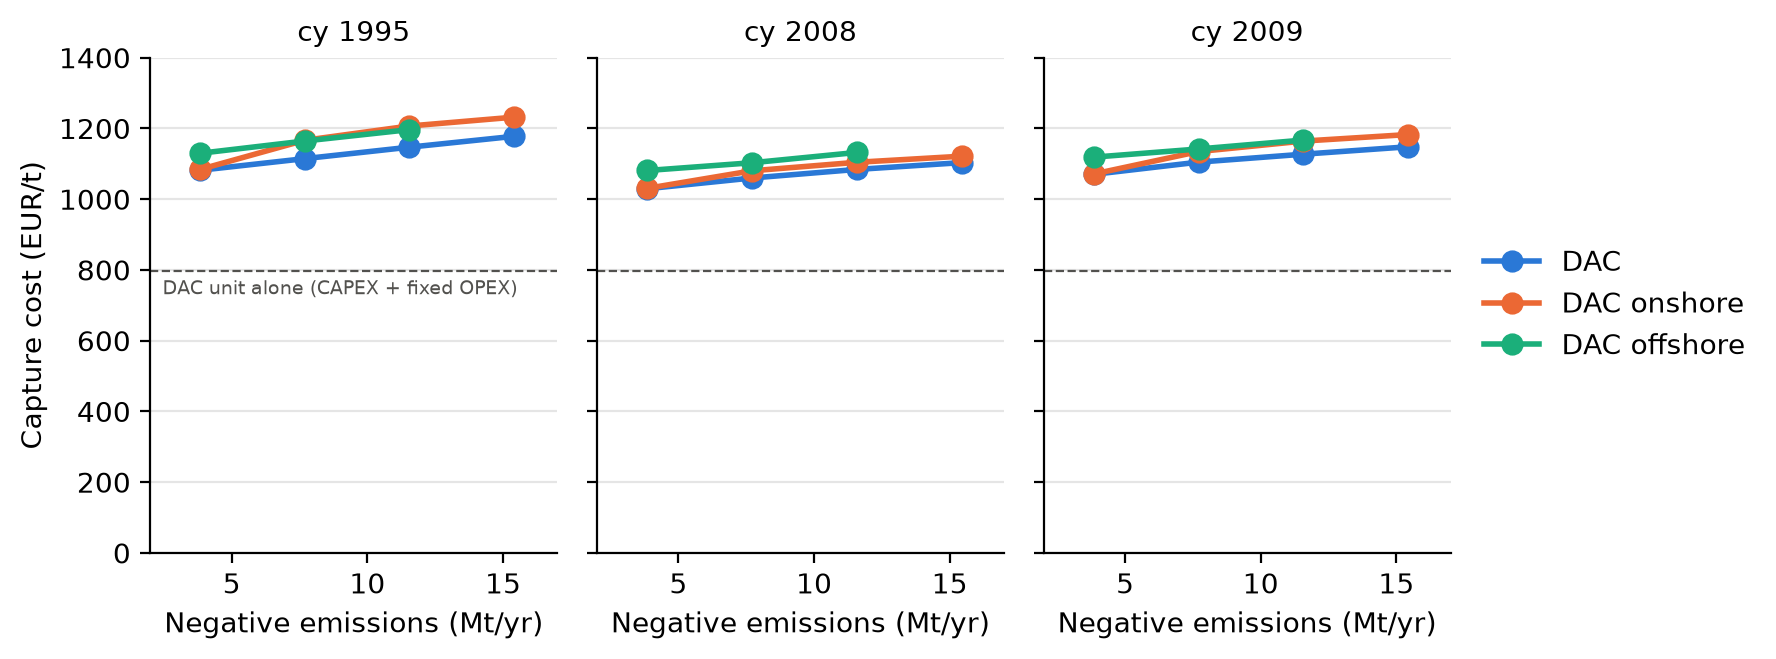 cy 1995
cy 2008
cy 2009
Capture cost (EUR/t)
1400
1200
1000
800
600
400
200
0
DAC unit alone (CAPEX + fixed OPEX)
5 10 15
5 10 15
5 10 15
Negative emissions (Mt/yr)
Negative emissions (Mt/yr)
Negative emissions (Mt/yr)
DAC
DAC onshore
DAC offshore